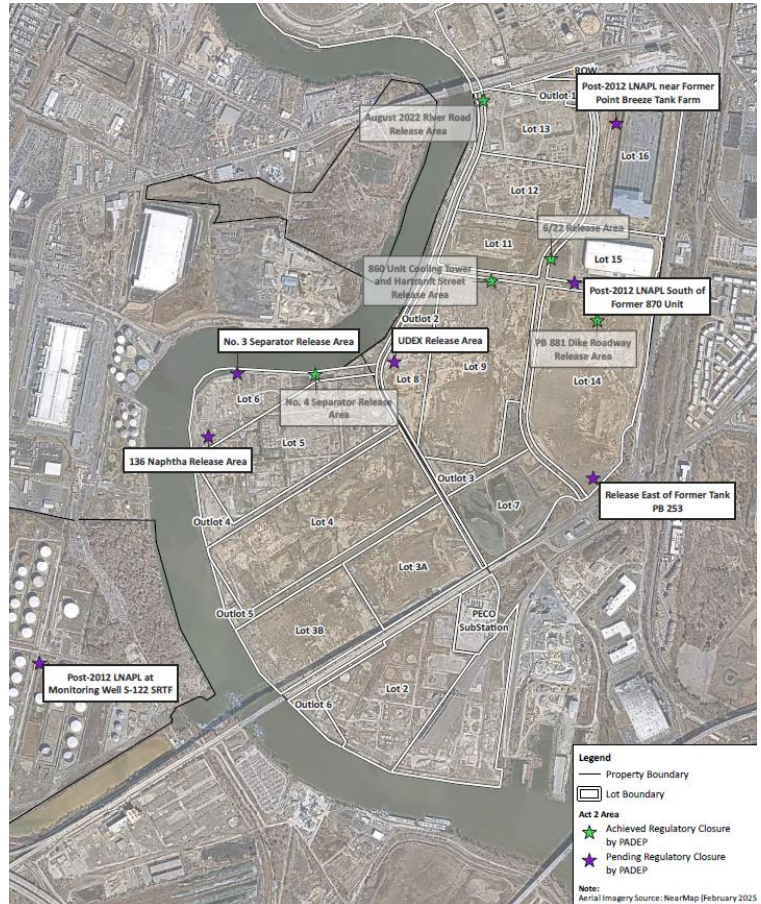 ROW
Outlot 1
Post-2012 LNAPL near Former
Point Breeze Tank Farm
August 2022 River Road
Release Area
Lot 13
Lot 16
Lot 12
6/22 Release Area
Lot 11
Lot 15
860 Unit Cooling Tower
and Hartranft Street
Release Area
Post-2012 LNAPL South of
Former 870 Unit
Outlot 2
No. 3 Separator Release Area
UDEX Release Area
PB 881 Dike Roadway
Release Area
Lot 9
Lot 8
Lot 14
Lot 6
No. 4 Separator Release
Area
Lot 5
136 Naphtha Release Area
Outlot 3
Release East of Former Tank
PB 253
Lot 7
Outlot 4
Lot 4
Lot 3A
Outlot 5
PECO
SubStation
Lot 3B
Post-2012 LNAPL at
Monitoring Well S-122 SRTF
Lot 2
Outlot 6
Legend
Property Boundary
Lot Boundary
Act 2 Area
Achieved Regulatory Closure
by PADEP
Pending Regulatory Closure
by PADEP
Note:
Aerial Imagery Source: NearMap (February 2025